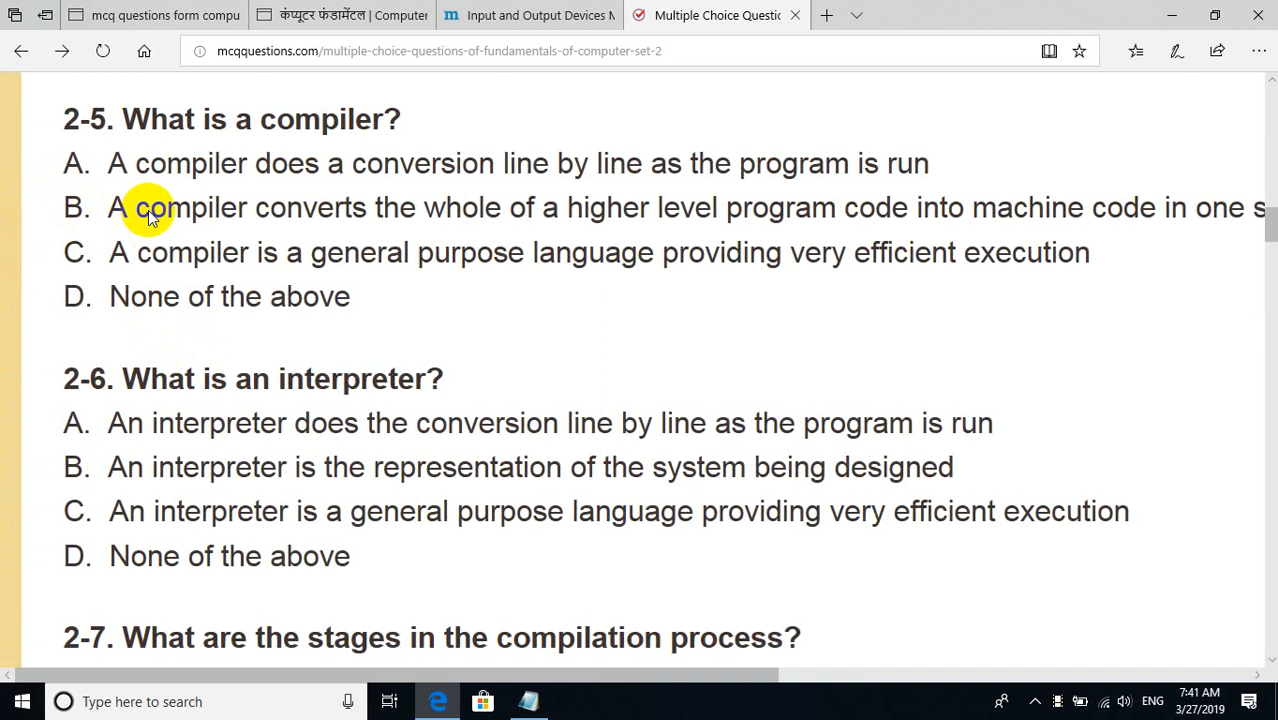 mcq questions form compu
कंप्यूटर फंडामेंटल | Computer
Input and Output Devices M
Multiple Choice Questic
mcqquestions.com/multiple-choice-questions-of-fundamentals-of-computer-set-2
2-5. What is a compiler?
A. A compiler does a conversion line by line as the program is run
B. A compiler converts the whole of a higher level program code into machine code in one s
C. A compiler is a general purpose language providing very efficient execution
D. None of the above
2-6. What is an interpreter?
A. An interpreter does the conversion line by line as the program is run
B. An interpreter is the representation of the system being designed
C. An interpreter is a general purpose language providing very efficient execution
D. None of the above
2-7. What are the stages in the compilation process?
Type here to search
ENG
7:41 AM
3/27/2019